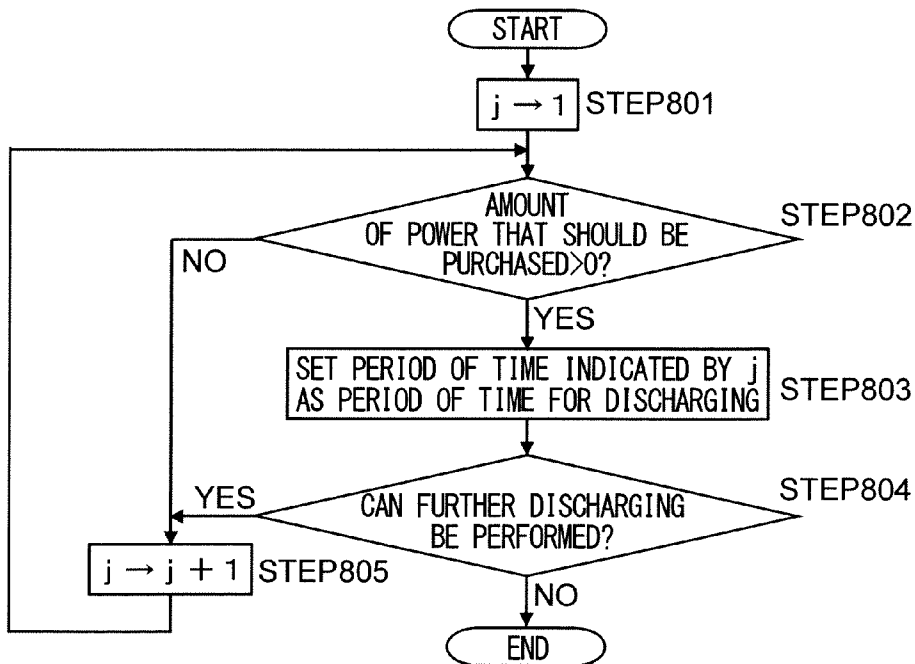 START
j → 1
STEP801
AMOUNT
OF POWER THAT SHOULD BE
PURCHASED>0?
STEP802
NO
YES
SET PERIOD OF TIME INDICATED BY j
AS PERIOD OF TIME FOR DISCHARGING
STEP803
CAN FURTHER DISCHARGING
BE PERFORMED?
STEP804
YES
j → j + 1
STEP805
NO
END